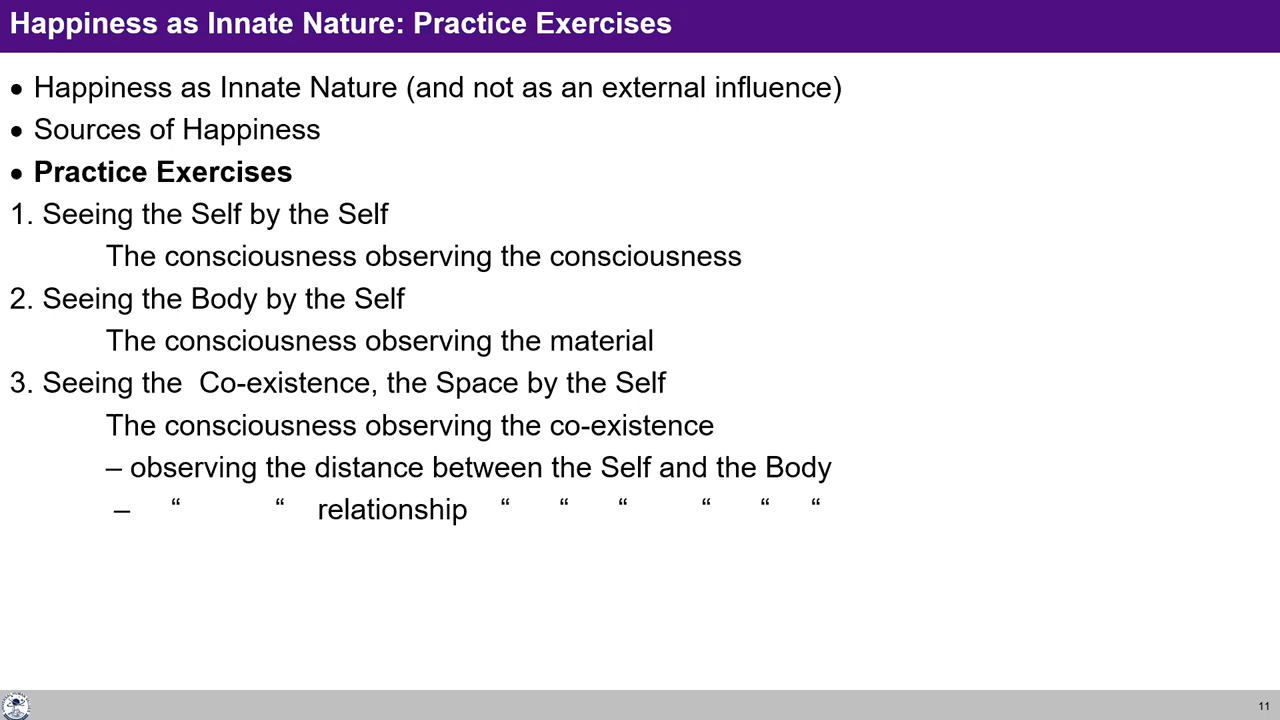 Happiness as Innate Nature: Practice Exercises
• Happiness as Innate Nature (and not as an external influence)
• Sources of Happiness
• Practice Exercises
1. Seeing the Self by the Self
The consciousness observing the consciousness
2. Seeing the Body by the Self
The consciousness observing the material
3. Seeing the  Co-existence, the Space by the Self
The consciousness observing the co-existence
– observing the distance between the Self and the Body
– “ “ relationship “ “ “ “ “ “
11